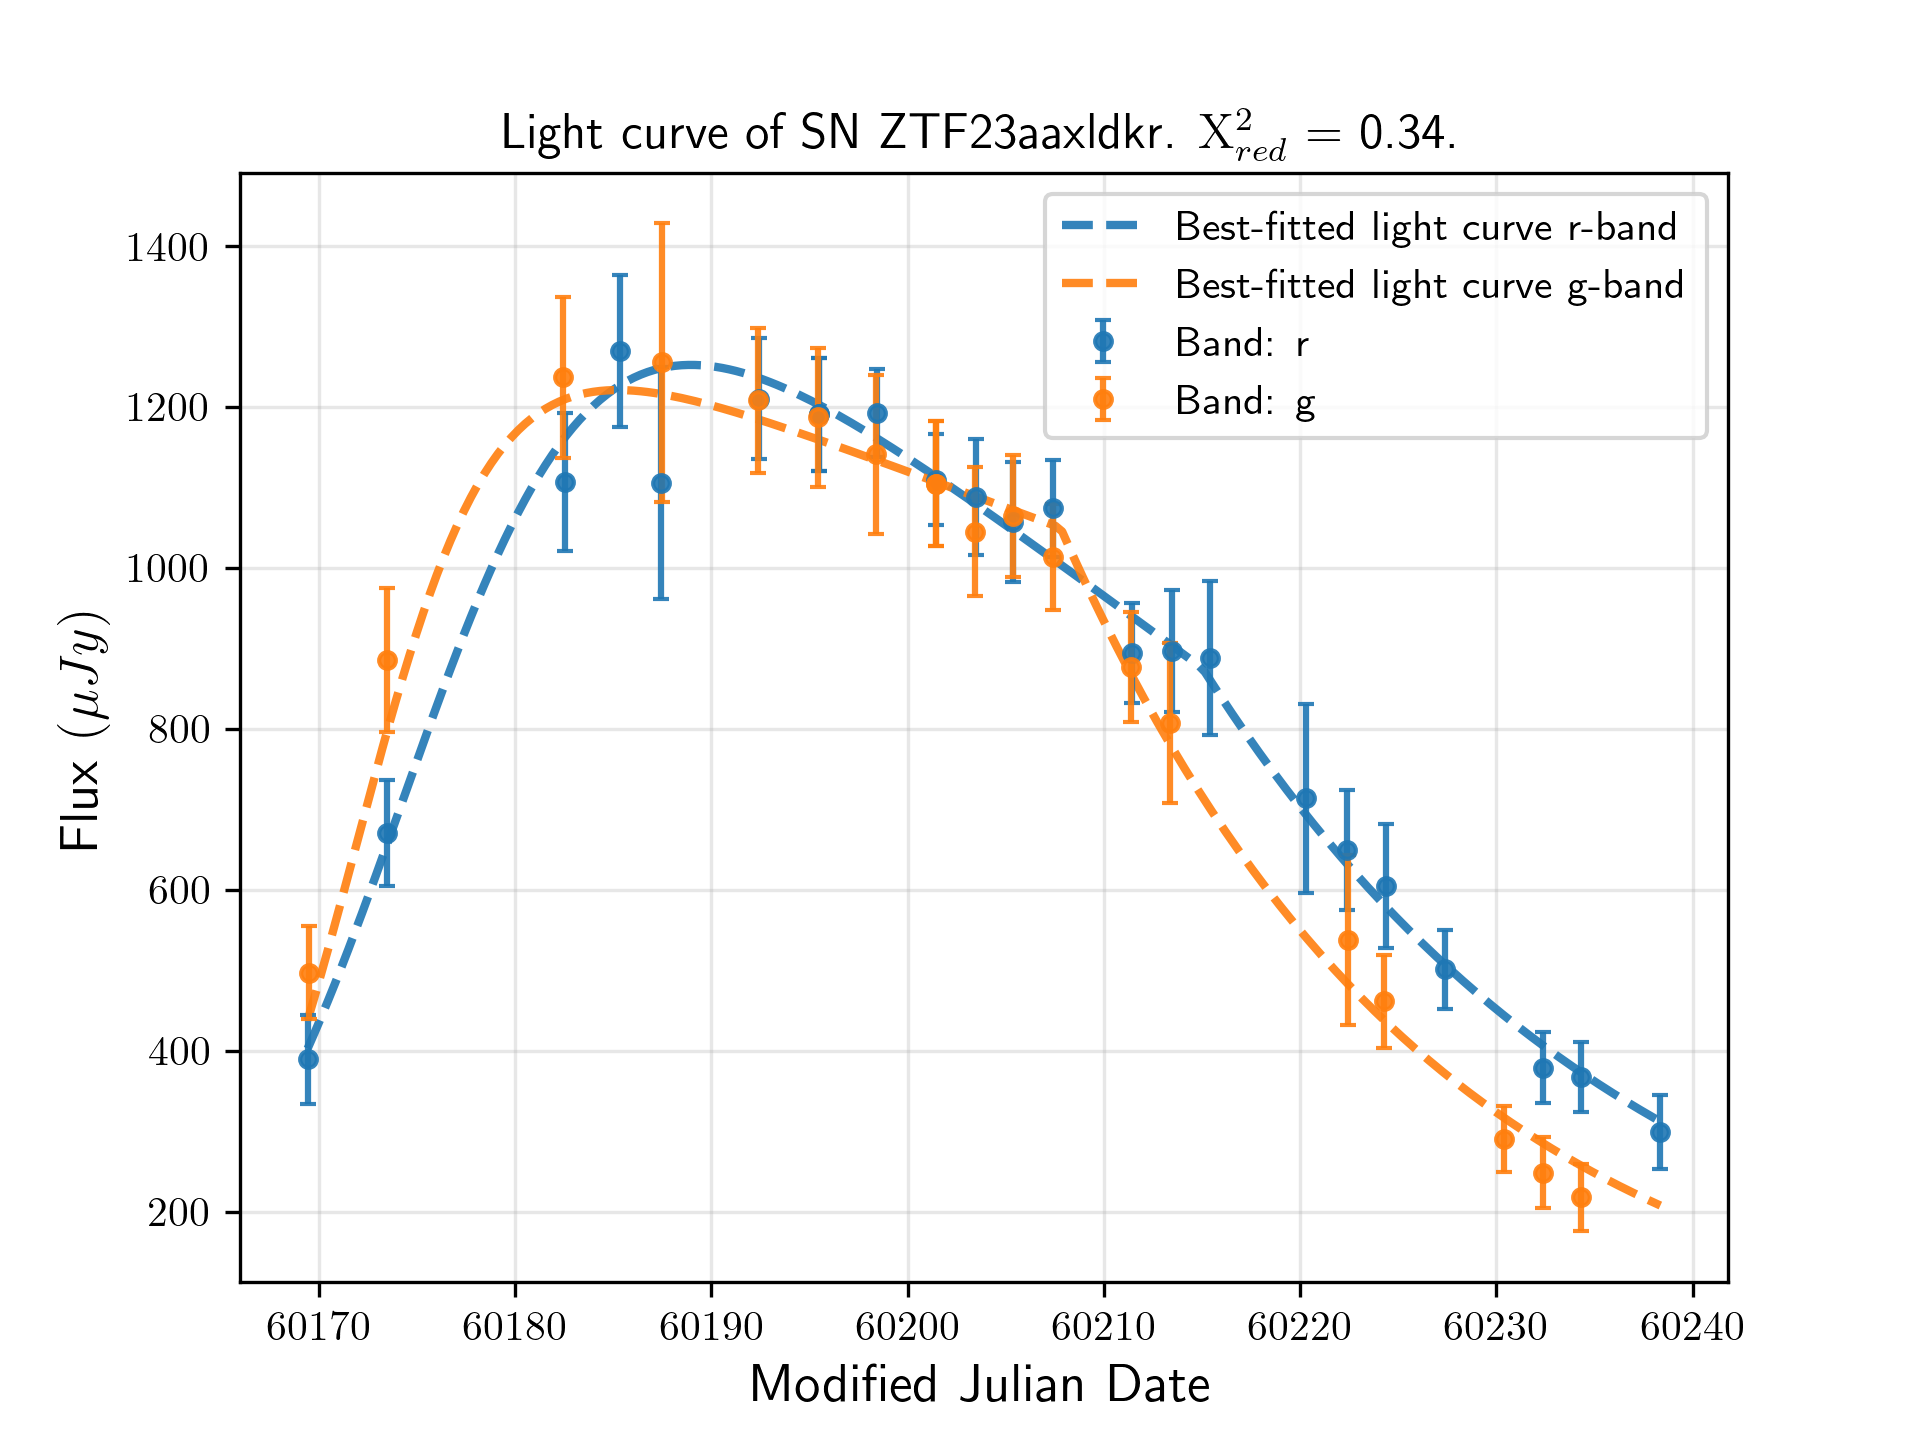 Light curve of SN ZTF23aaxldkr. X²_red = 0.34.
Best-fitted light curve r-band
Best-fitted light curve g-band
Band: r
Band: g
Flux (μJy)
1400
1200
1000
800
600
400
200
60170 60180 60190 60200 60210 60220 60230 60240
Modified Julian Date